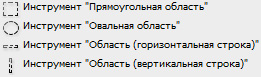 Инструмент "Прямоугольная область"
Инструмент "Овальная область"
Инструмент "Область (горизонтальная строка)"
Инструмент "Область (вертикальная строка)"